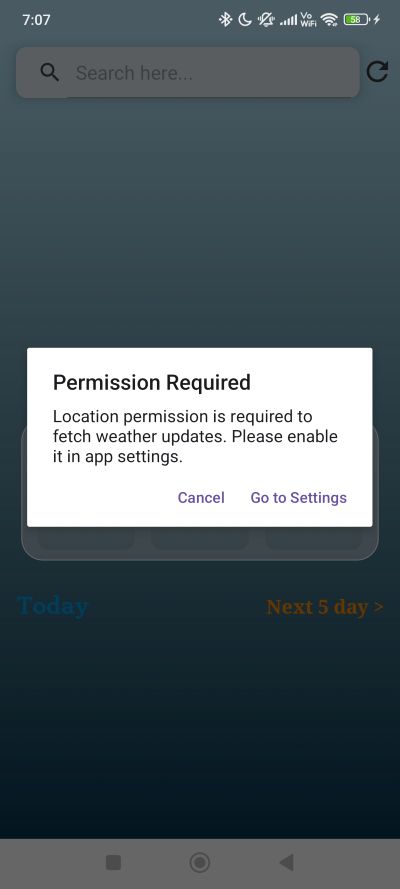 7:07
Vo
WiFi
58
Search here...
Permission Required
Location permission is required to
fetch weather updates. Please enable
it in app settings.
Cancel
Go to Settings
Today
Next 5 day >